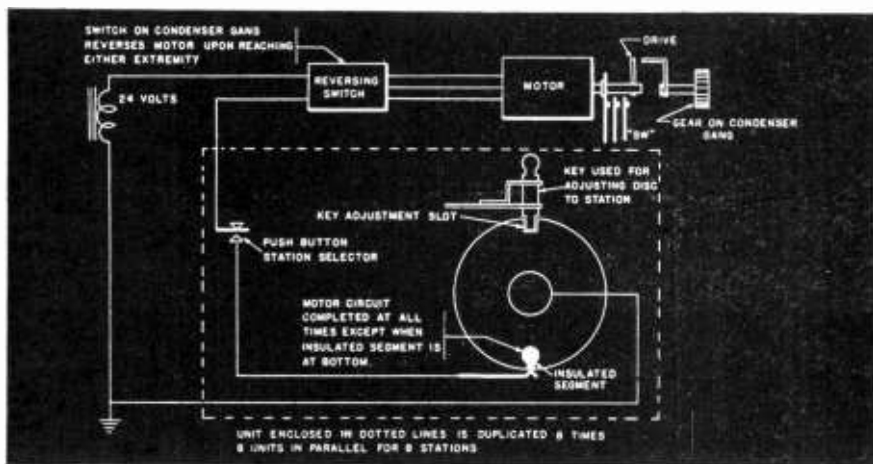 SWITCH ON CONDENSER GANG
REVERSES MOTOR UPON REACHING
EITHER EXTREMITY
24 VOLTS
REVERSING
SWITCH
MOTOR
DRIVE
"SW"
GEAR ON CONDENSER
GANG
KEY USED FOR
ADJUSTING DISC
TO STATION
KEY ADJUSTMENT SLOT
PUSH BUTTON
STATION SELECTOR
MOTOR CIRCUIT
COMPLETED AT ALL
TIMES EXCEPT WHEN
INSULATED SEGMENT IS
AT BOTTOM.
INSULATED
SEGMENT
UNIT ENCLOSED IN DOTTED LINES IS DUPLICATED 8 TIMES
8 UNITS IN PARALLEL FOR 8 STATIONS